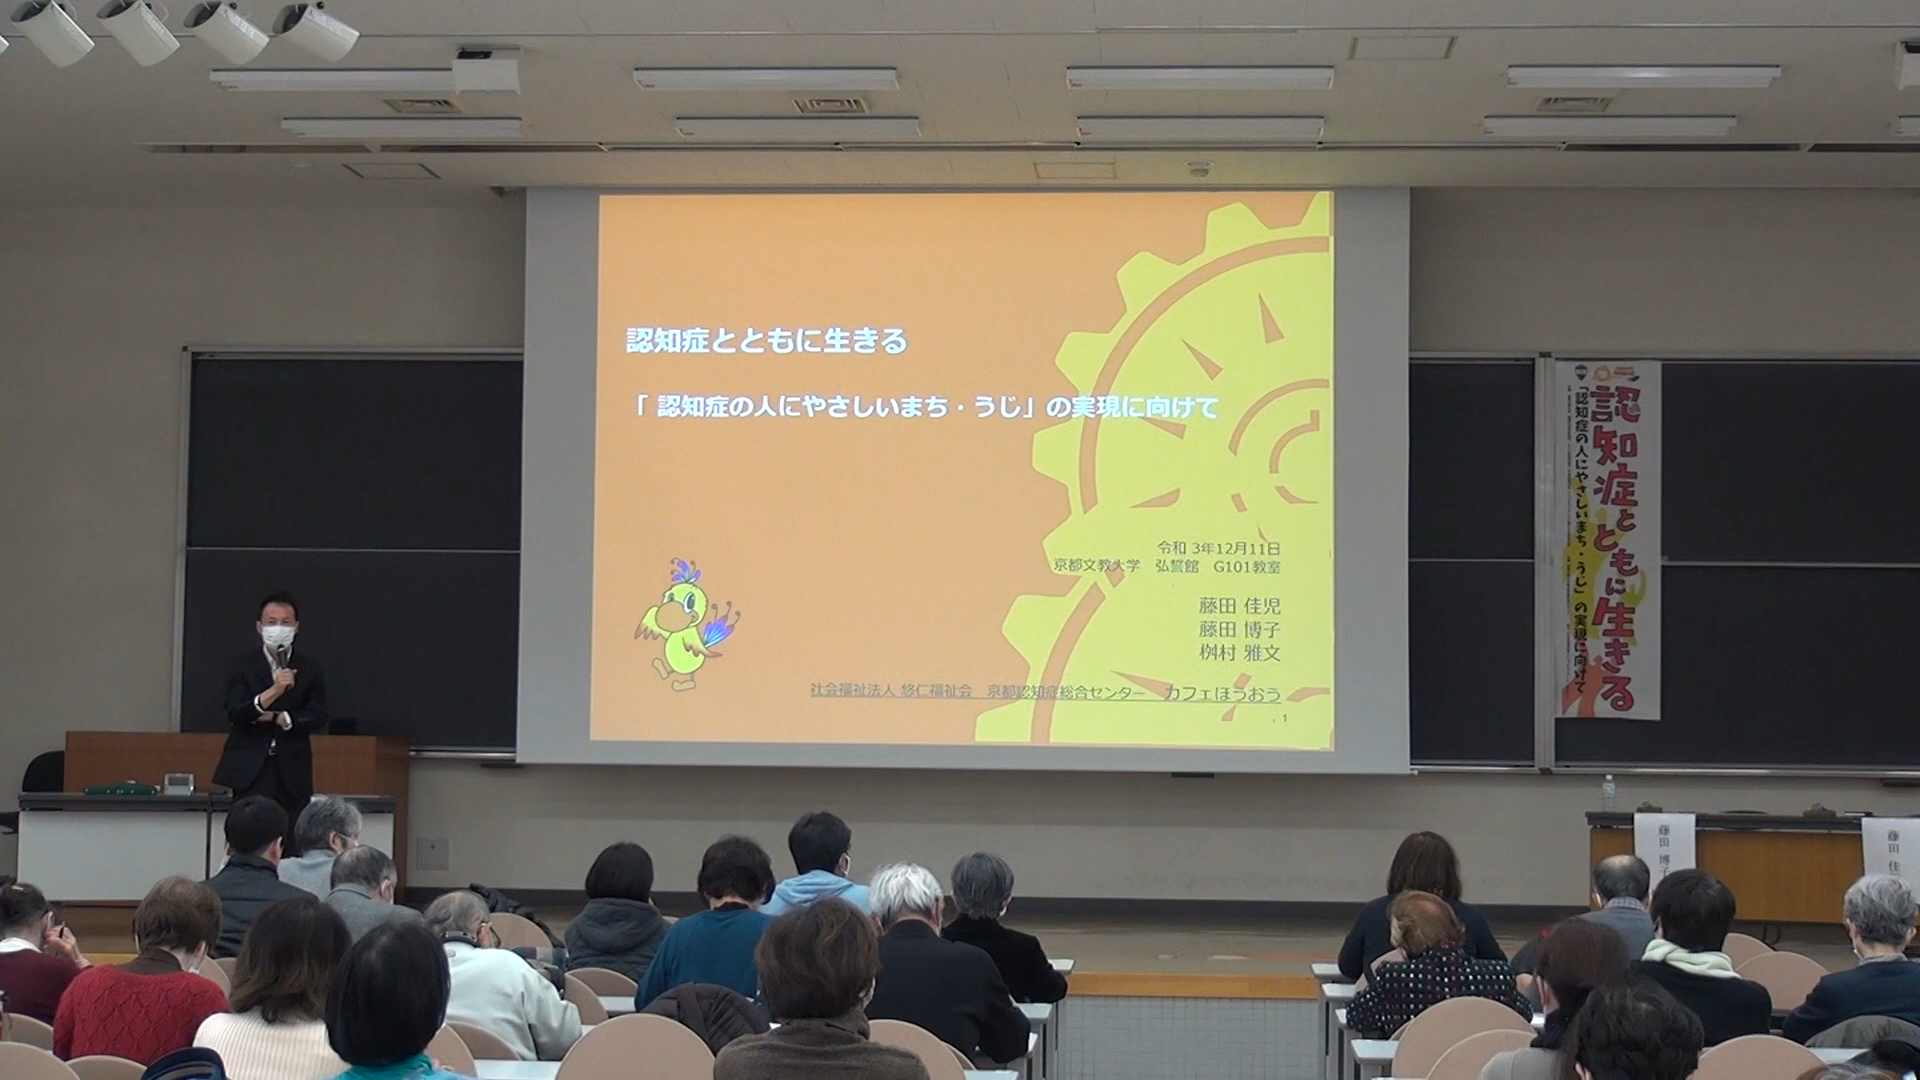 認知症とともに生きる
「 認知症の人にやさしいまち・うじ」の実現に向けて
令和 3年12月11日
京都文教大学　弘誓館　G101教室
藤田 佳児
藤田 博子
桝村 雅文
社会福祉法人 悠仁福祉会　京都認知症総合センター　カフェほうおう
1
認知症とともに生きる
「認知症の人にやさしいまち・うじ」の実現に向けて
藤田 博子
藤田 佳